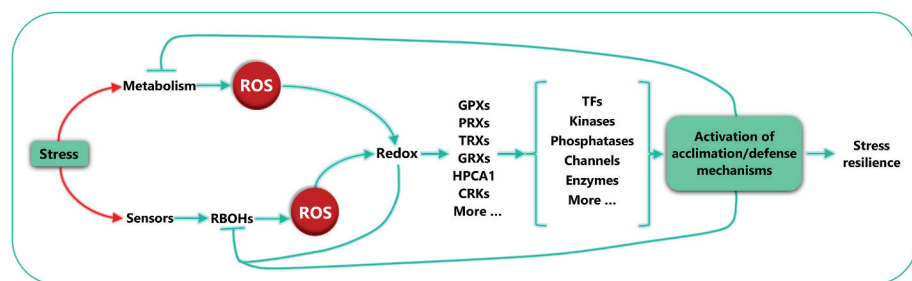 Stress
Metabolism
ROS
Sensors
RBOHs
ROS
Redox
GPXs
PRXs
TRXs
GRXs
HPCA1
CRKs
More ...
TFs
Kinases
Phosphatases
Channels
Enzymes
More ...
Activation of
acclimation/defense
mechanisms
Stress
resilience